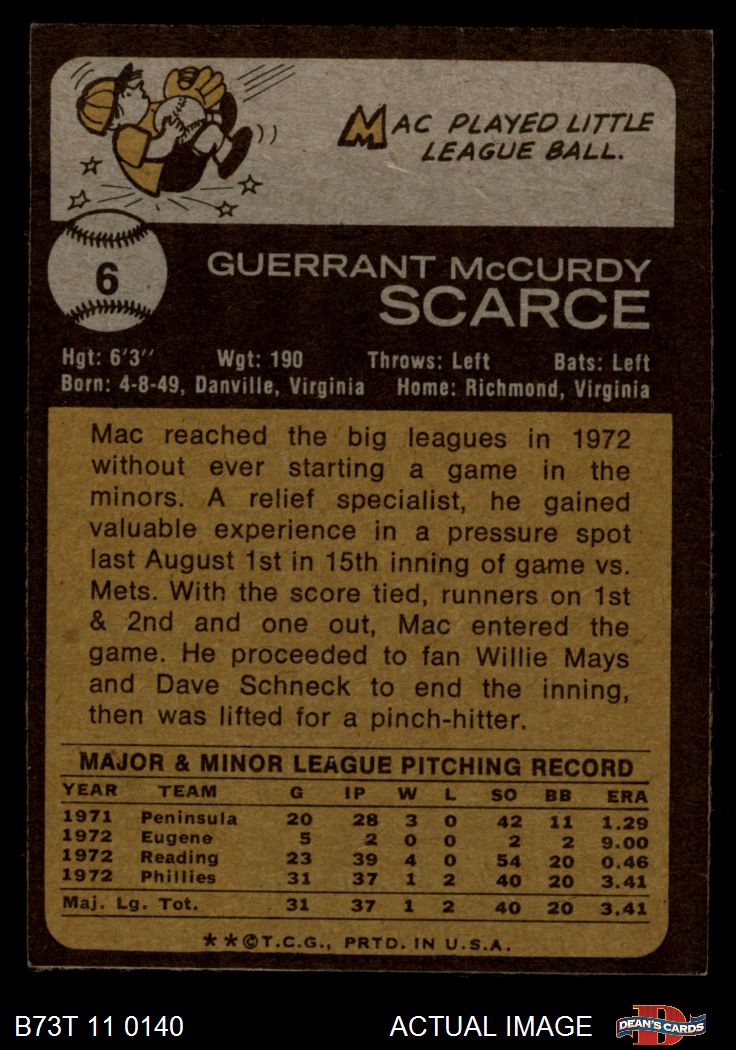 MAC PLAYED LITTLE
LEAGUE BALL.
6
GUERRANT McCURDY
SCARCE
Hgt: 6'3" Wgt: 190 Throws: Left Bats: Left
Born: 4-8-49, Danville, Virginia Home: Richmond, Virginia
Mac reached the big leagues in 1972
without ever starting a game in the
minors. A relief specialist, he gained
valuable experience in a pressure spot
last August 1st in 15th inning of game vs.
Mets. With the score tied, runners on 1st
& 2nd and one out, Mac entered the
game. He proceeded to fan Willie Mays
and Dave Schneck to end the inning,
then was lifted for a pinch-hitter.
MAJOR & MINOR LEAGUE PITCHING RECORD
YEAR TEAM G IP W L SO BB ERA
1971 Peninsula 20 28 3 0 42 11 1.29
1972 Eugene 5 2 0 0 2 2 9.00
1972 Reading 23 39 4 0 54 20 0.46
1972 Phillies 31 37 1 2 40 20 3.41
Maj. Lg. Tot. 31 37 1 2 40 20 3.41
**©T.C.G., PRTD. IN U.S.A.
B73T 11 0140 ACTUAL IMAGE DEAN'S CARDS